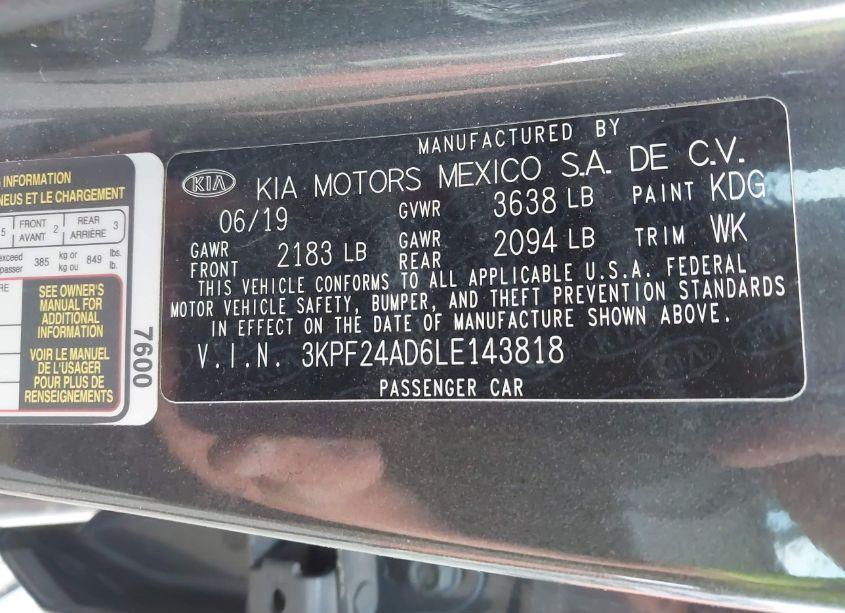 MANUFACTURED BY
KIA KIA MOTORS MEXICO S.A. DE C.V.
06/19 GVWR 3638 LB PAINT KDG
GAWR FRONT 2183 LB GAWR REAR 2094 LB TRIM WK
THIS VEHICLE CONFORMS TO ALL APPLICABLE U.S.A. FEDERAL
MOTOR VEHICLE SAFETY, BUMPER, AND THEFT PREVENTION STANDARDS
IN EFFECT ON THE DATE OF MANUFACTURE SHOWN ABOVE.
V.I.N. 3KPF24AD6LE143818
PASSENGER CAR
INFORMATION
NEUS ET LE CHARGEMENT
5 FRONT AVANT 2 REAR ARRIÈRE 3
exceed
passer 385 kg or kg ou 849 lbs. lb.
RE
SEE OWNER'S
MANUAL FOR
ADDITIONAL
INFORMATION
VOIR LE MANUEL
DE L'USAGER
POUR PLUS DE
RENSEIGNEMENTS
7600